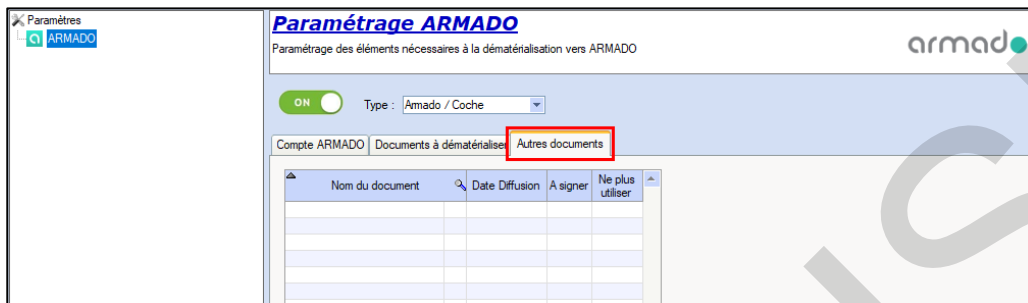 Paramètres
ARMADO
Paramétrage ARMADO
Paramétrage des éléments nécessaires à la dématérialisation vers ARMADO
armado
ON
Type : Armado / Coche
Compte ARMADO
Documents à dématérialiser
Autres documents
Nom du document
Date Diffusion
A signer
Ne plus
utiliser